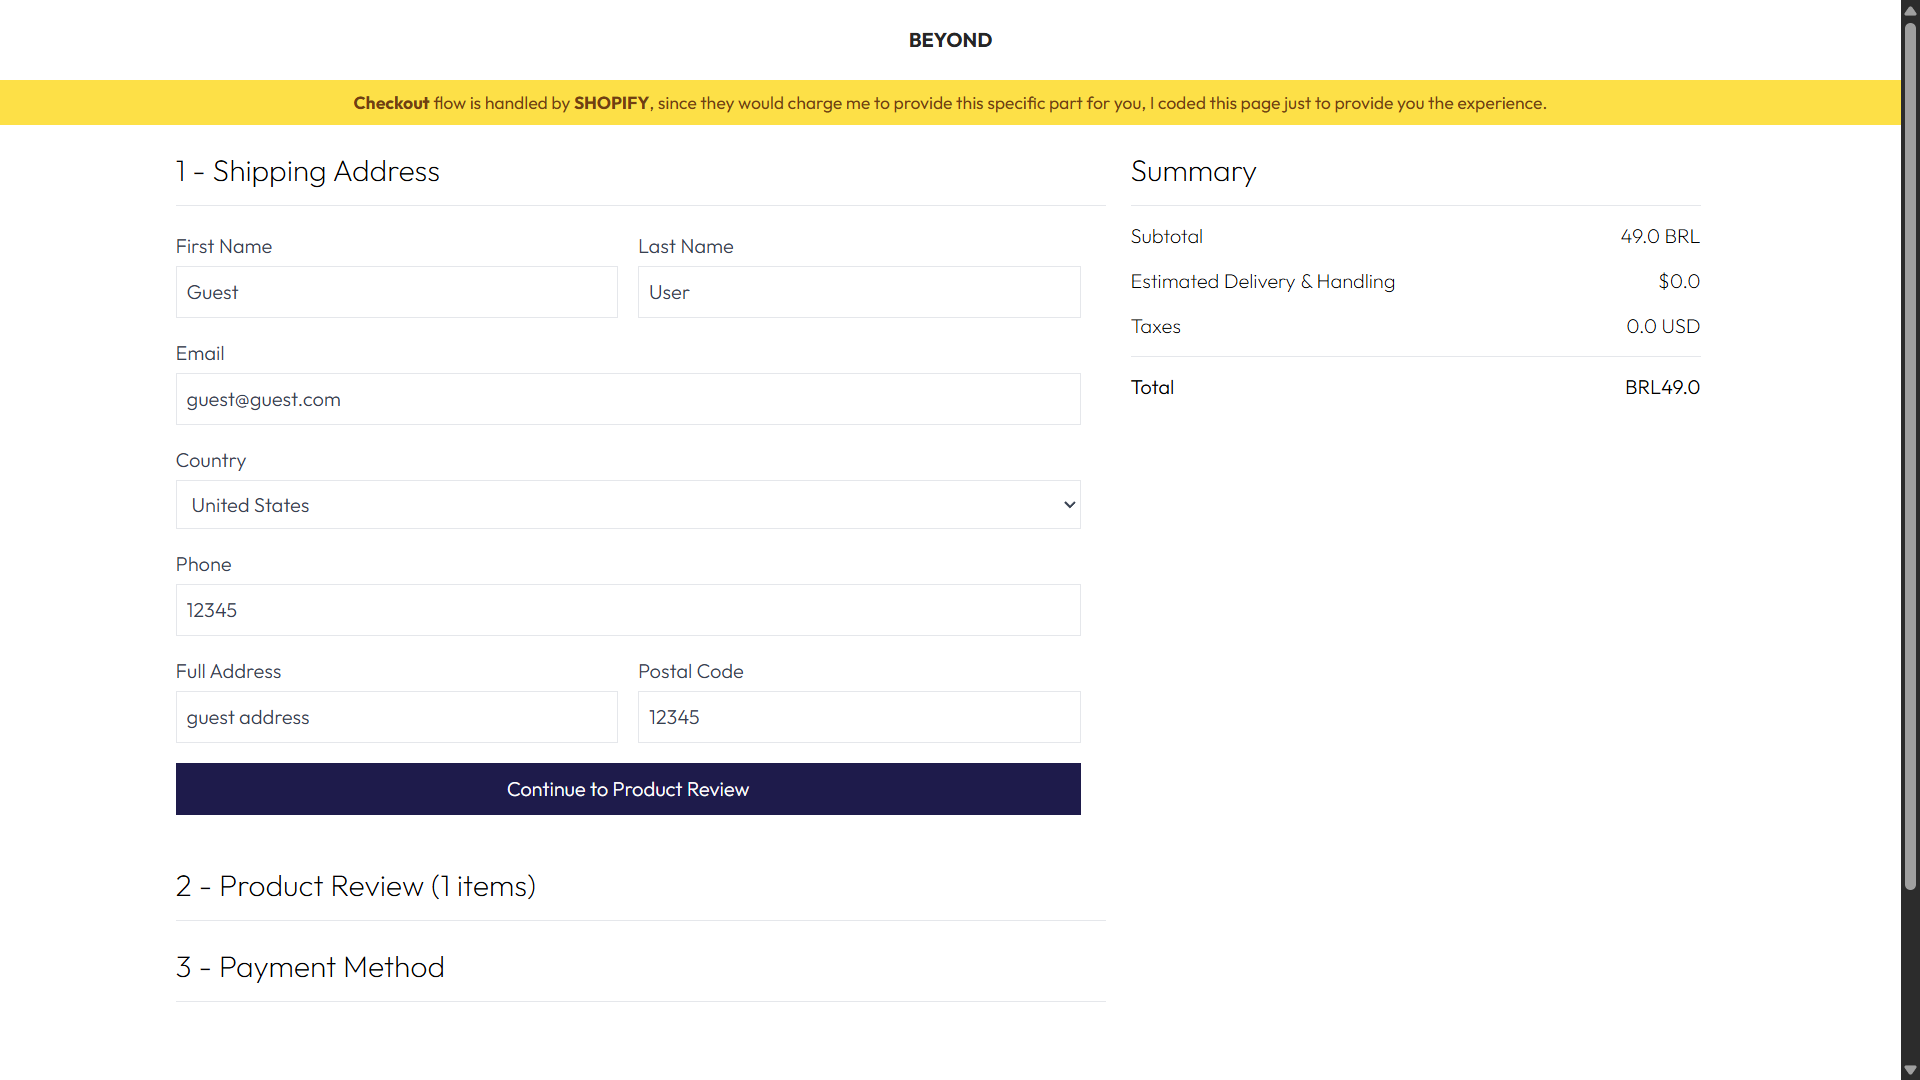 BEYOND
Checkout flow is handled by SHOPIFY, since they would charge me to provide this specific part for you, I coded this page just to provide you the experience.
1 - Shipping Address
First Name
Last Name
Guest
User
Email
guest@guest.com
Country
United States
Phone
12345
Full Address
Postal Code
guest address
12345
Continue to Product Review
2 - Product Review (1 items)
3 - Payment Method
Summary
Subtotal 49.0 BRL
Estimated Delivery & Handling $0.0
Taxes 0.0 USD
Total BRL49.0